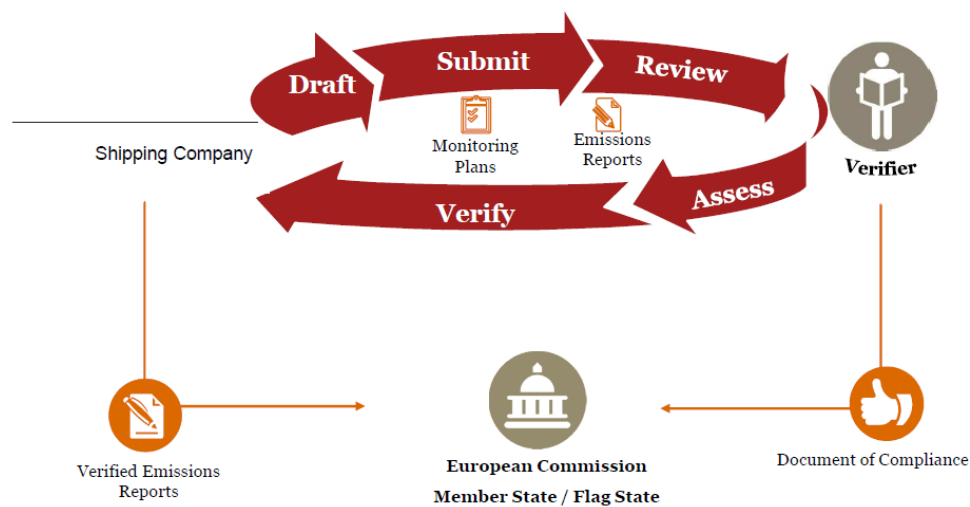 Draft
Submit
Review
Shipping Company
Monitoring
Plans
Emissions
Reports
Verifier
Assess
Verify
Verified Emissions
Reports
European Commission
Member State / Flag State
Document of Compliance